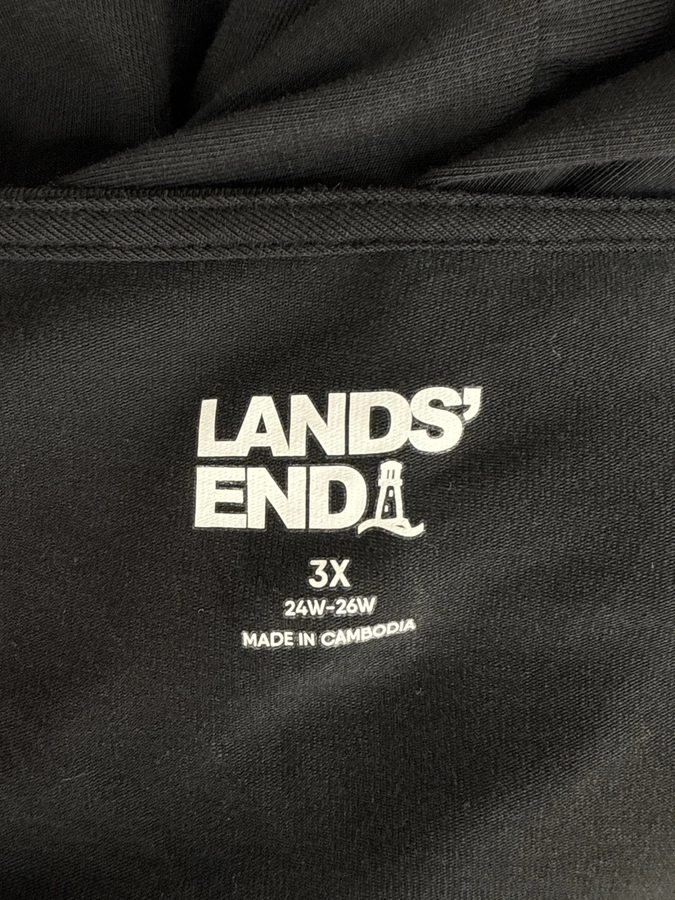 LANDS'
END
3X
24W-26W
MADE IN CAMBODIA